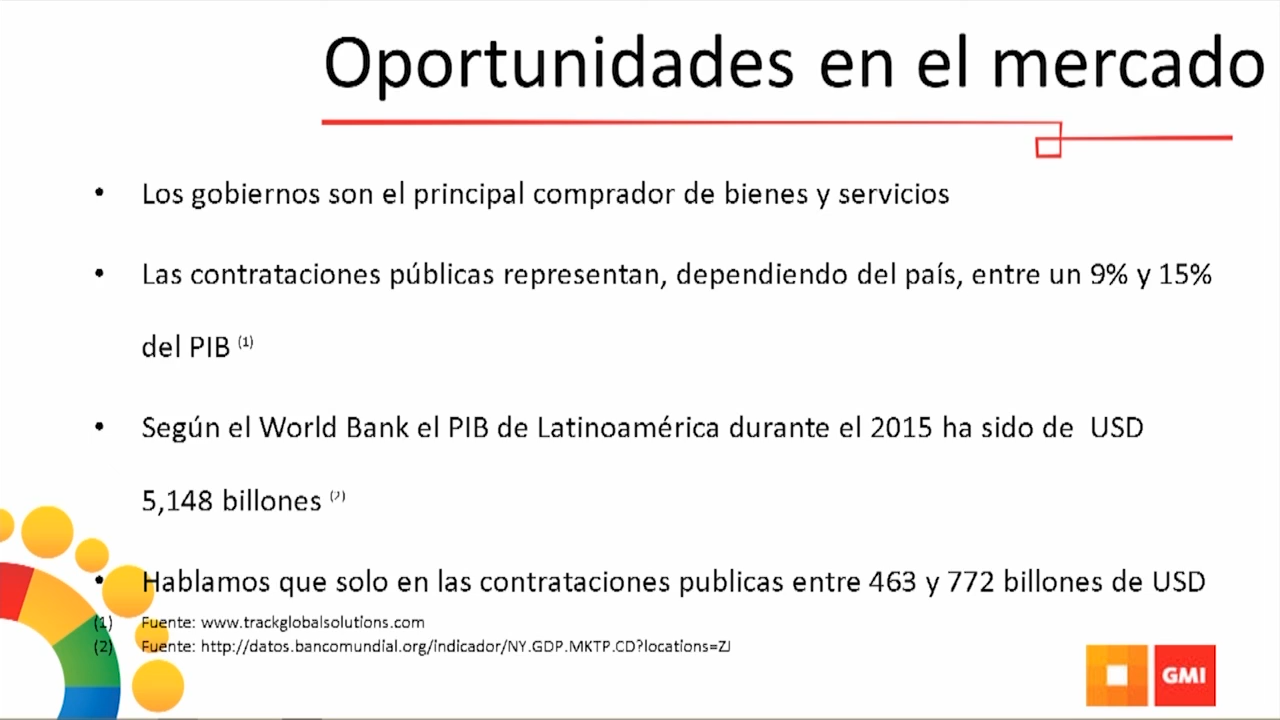 Oportunidades en el mercado
• Los gobiernos son el principal comprador de bienes y servicios
• Las contrataciones públicas representan, dependiendo del país, entre un 9% y 15%
del PIB (1)
• Según el World Bank el PIB de Latinoamérica durante el 2015 ha sido de USD
5,148 billones (2)
• Hablamos que solo en las contrataciones publicas entre 463 y 772 billones de USD
(1) Fuente: www.trackglobalsolutions.com
(2) Fuente: http://datos.bancomundial.org/indicador/NY.GDP.MKTP.CD?locations=ZJ
GMI